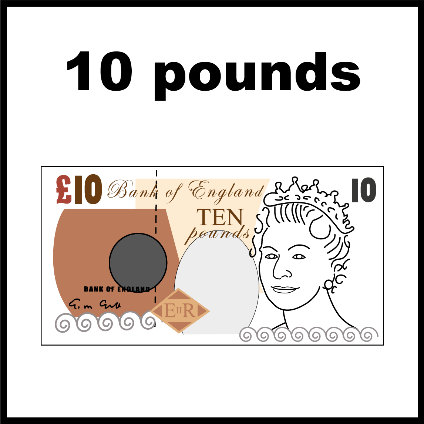 10 pounds
£10 Bank of England 10
TEN
pounds
BANK OF ENGLAND
EIIR